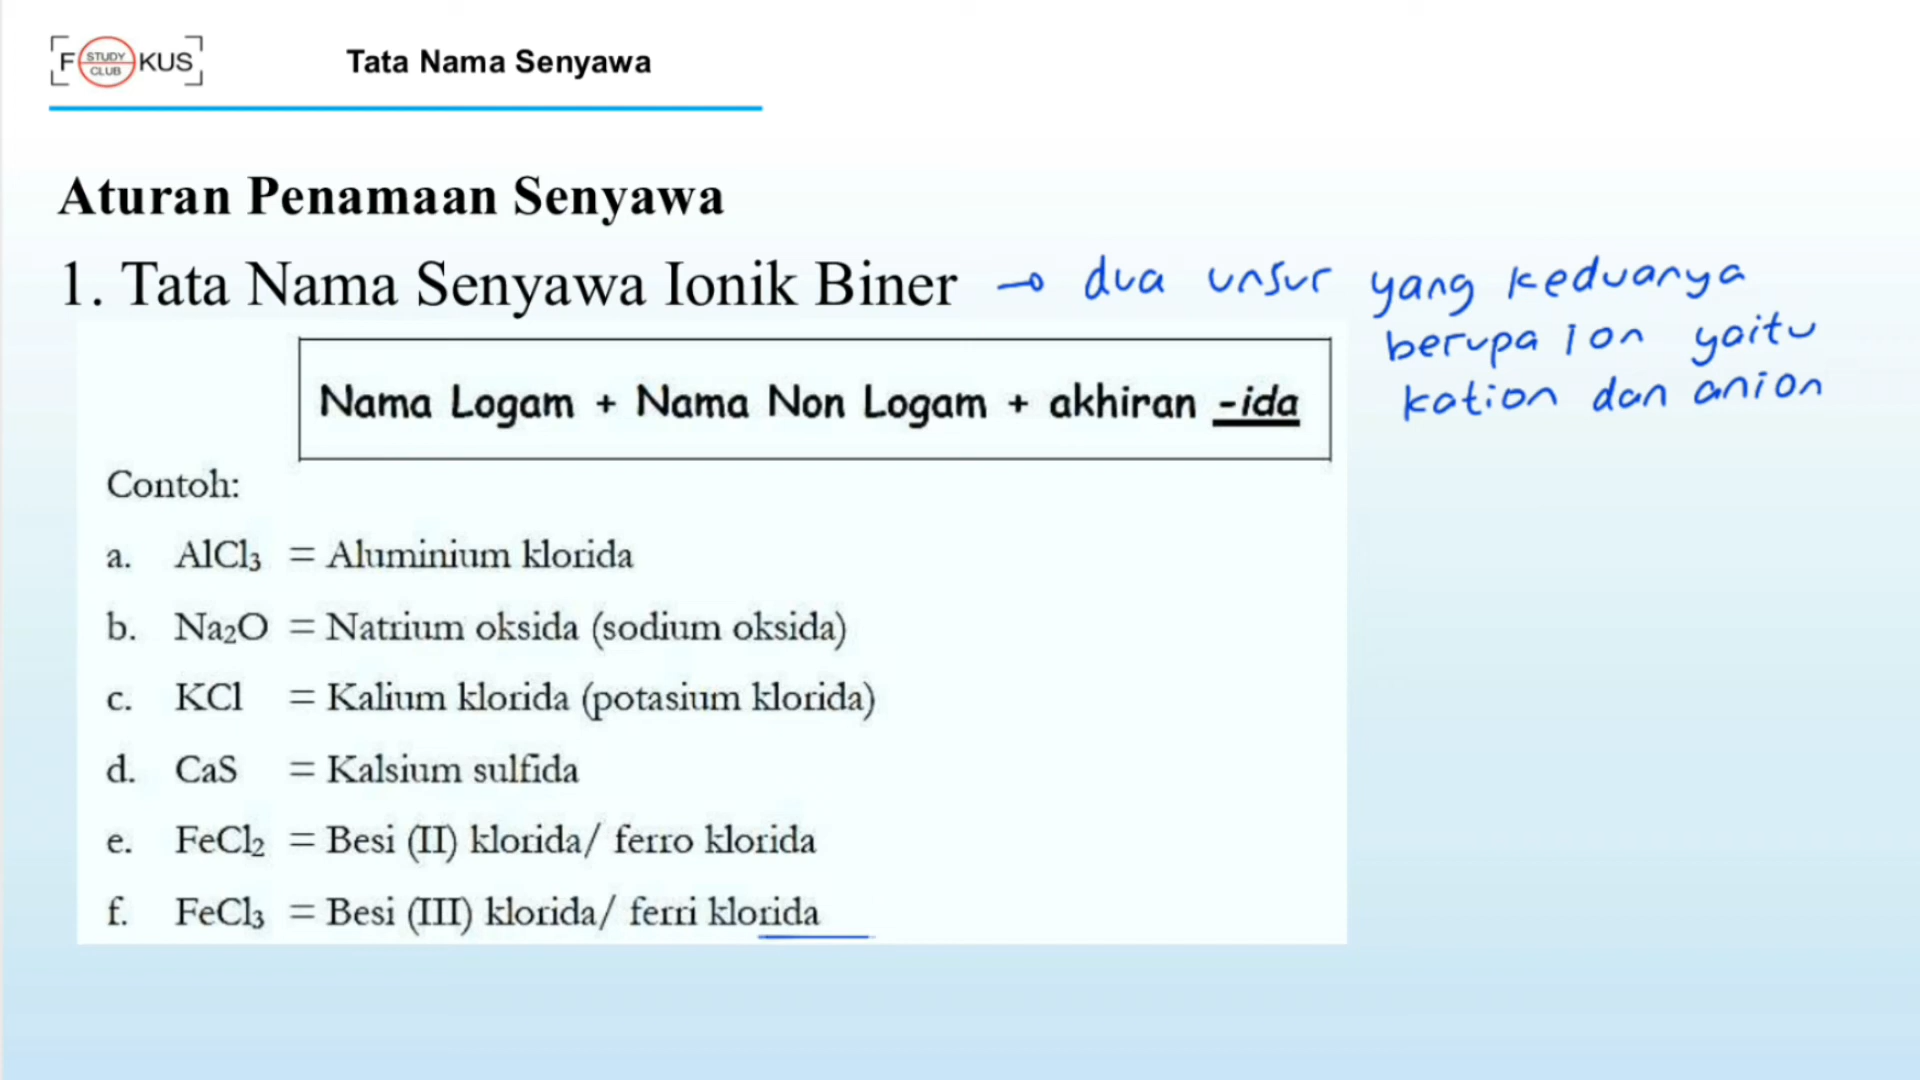 FOKUS STUDY CLUB
Tata Nama Senyawa
Aturan Penamaan Senyawa
1. Tata Nama Senyawa Ionik Biner → dua unsur yang keduanya
berupa ion yaitu
kation dan anion
Nama Logam + Nama Non Logam + akhiran -ida
Contoh:
a. AlCl₃ = Aluminium klorida
b. Na₂O = Natrium oksida (sodium oksida)
c. KCl = Kalium klorida (potasium klorida)
d. CaS = Kalsium sulfida
e. FeCl₂ = Besi (II) klorida/ ferro klorida
f. FeCl₃ = Besi (III) klorida/ ferri klorida